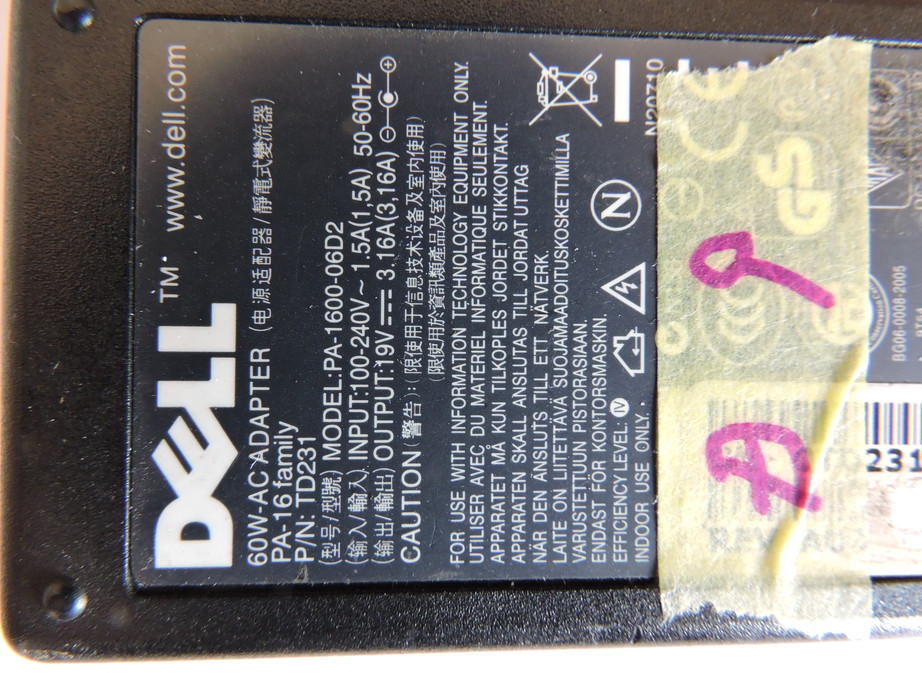 DELL™ www.dell.com
60W-AC ADAPTER (电源适配器/靜電式變流器)
PA-16 family
P/N: TD231
(型号/型號) MODEL:PA-1600-06D2
(输入/輸入) INPUT:100-240V~ 1.5A(1,5A) 50-60Hz
(输出/輸出) OUTPUT:19V⎓ 3.16A(3,16A)
CAUTION 警告: (限使用于信息技术设备及室内使用)
(限使用於資訊類產品及室內使用)
-FOR USE WITH INFORMATION TECHNOLOGY EQUIPMENT ONLY.
UTILISER AVEC DU MATERIEL INFORMATIQUE SEULEMENT.
APPARATET MÅ KUN TILKOPLES JORDET STIKKONTAKT.
APPARATEN SKALL ANSLUTAS TILL JORDAT UTTAG
NÄR DEN ANSLUTS TILL ETT NÄTVERK.
LAITE ON LIITETTÄVÄ SUOJAMAADOITUSKOSKETTIMILLA
VARUSTETTUUN PISTORASIAAN.
ENDAST FÖR KONTORSMASKIN.
EFFICIENCY LEVEL: IV
INDOOR USE ONLY.
N
N20710
CE
GS
BG06-0008-2005
231
REV